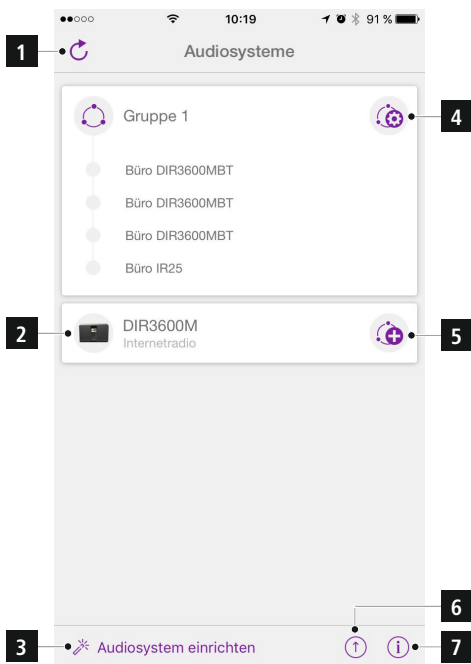 10:19
91 %
1
Audiosysteme
Gruppe 1
4
Büro DIR3600MBT
Büro DIR3600MBT
Büro DIR3600MBT
Büro IR25
2
DIR3600M
Internetradio
5
6
3
Audiosystem einrichten
i
7